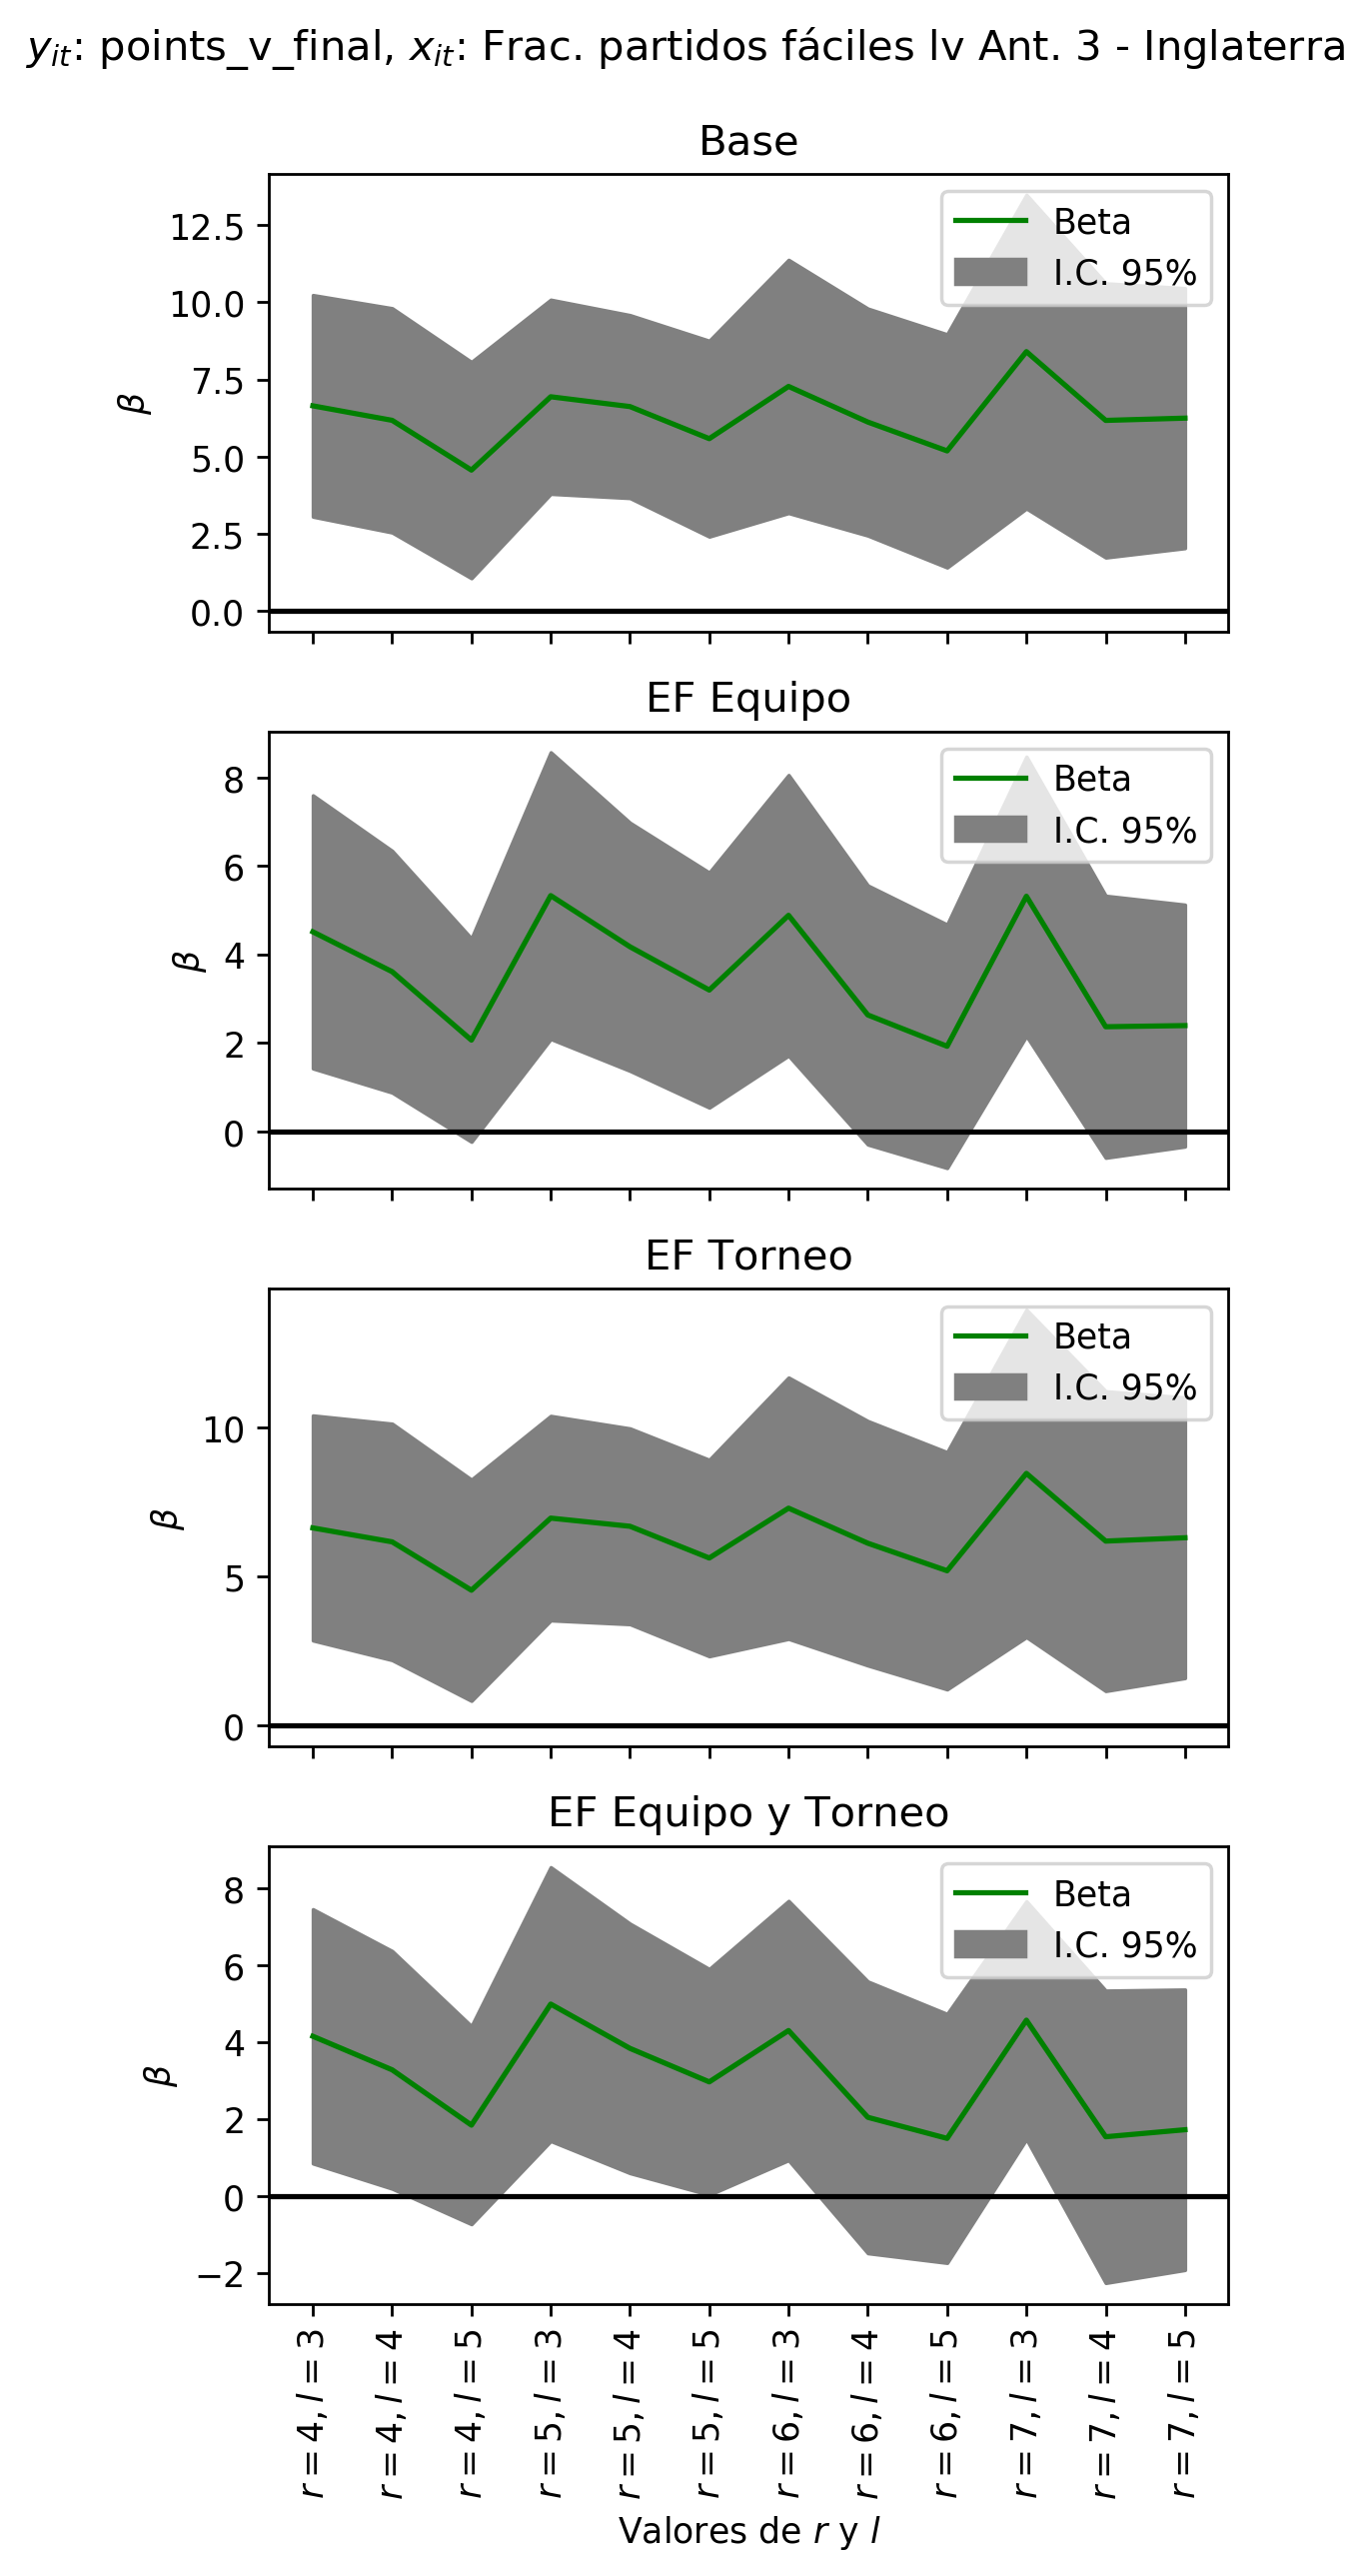 y_it: points_v_final, x_it: Frac. partidos fáciles lv Ant. 3 - Inglaterra
Base
12.5
10.0
7.5
5.0
2.5
0.0
β
Beta
I.C. 95%
EF Equipo
8
6
4
2
0
β
Beta
I.C. 95%
EF Torneo
10
5
0
β
Beta
I.C. 95%
EF Equipo y Torneo
8
6
4
2
0
−2
β
Beta
I.C. 95%
r = 4, l = 3
r = 4, l = 4
r = 4, l = 5
r = 5, l = 3
r = 5, l = 4
r = 5, l = 5
r = 6, l = 3
r = 6, l = 4
r = 6, l = 5
r = 7, l = 3
r = 7, l = 4
r = 7, l = 5
Valores de r y l